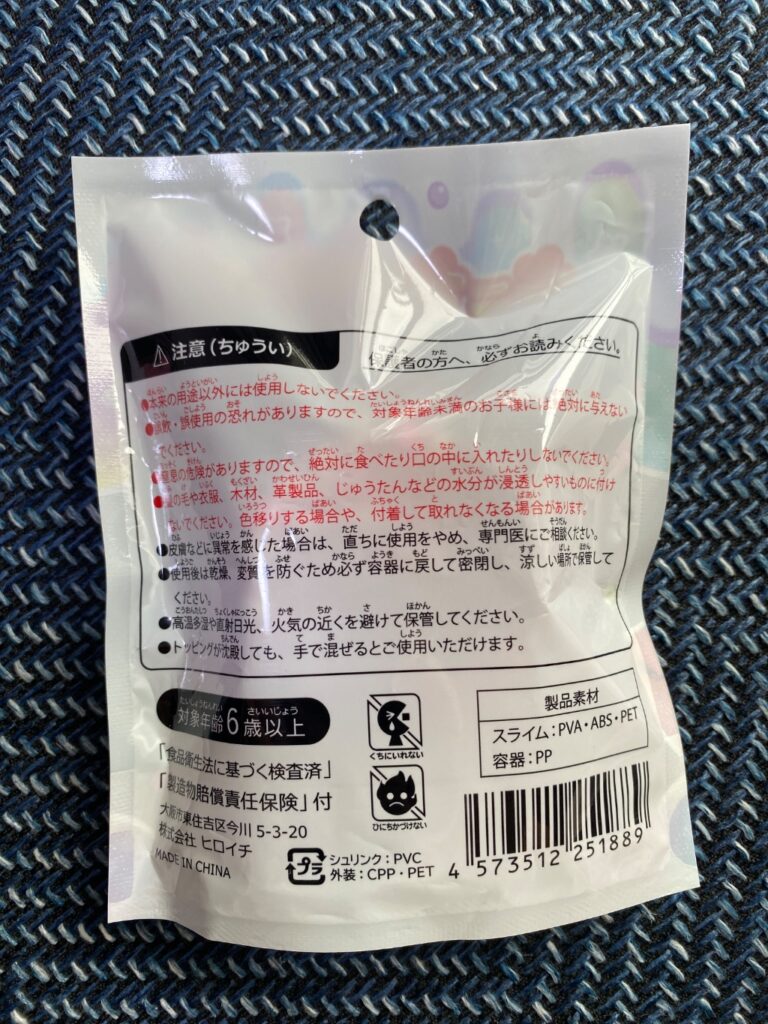 注意（ちゅうい）
保護者の方へ、必ずお読みください。
●本来の用途以外には使用しないでください。
●誤飲・誤使用の恐れがありますので、対象年齢未満のお子様には絶対に与えない
でください。
●窒息の危険がありますので、絶対に食べたり口の中に入れたりしないでください。
●髪の毛や衣服、木材、革製品、じゅうたんなどの水分が浸透しやすいものに付け
ないでください。色移りする場合や、付着して取れなくなる場合があります。
●皮膚などに異常を感じた場合は、直ちに使用をやめ、専門医にご相談ください。
●使用後は乾燥、変質を防ぐため必ず容器に戻して密閉し、涼しい場所で保管して
ください。
●高温多湿や直射日光、火気の近くを避けて保管してください。
●トッピングが沈殿しても、手で混ぜるとご使用いただけます。
対象年齢6歳以上
「食品衛生法に基づく検査済」
「製造物賠償責任保険」付
大阪市東住吉区今川5-3-20
株式会社 ヒロイチ
MADE IN CHINA
くちにいれない
ひにちかづけない
製品素材
スライム：PVA・ABS・PET
容器：PP
プラ
シュリンク：PVC
外装：CPP・PET
4 573512 251889